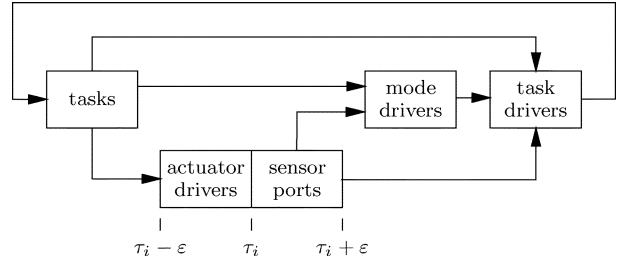 tasks
mode
drivers
task
drivers
actuator
drivers
sensor
ports
τᵢ − ε
τᵢ
τᵢ + ε